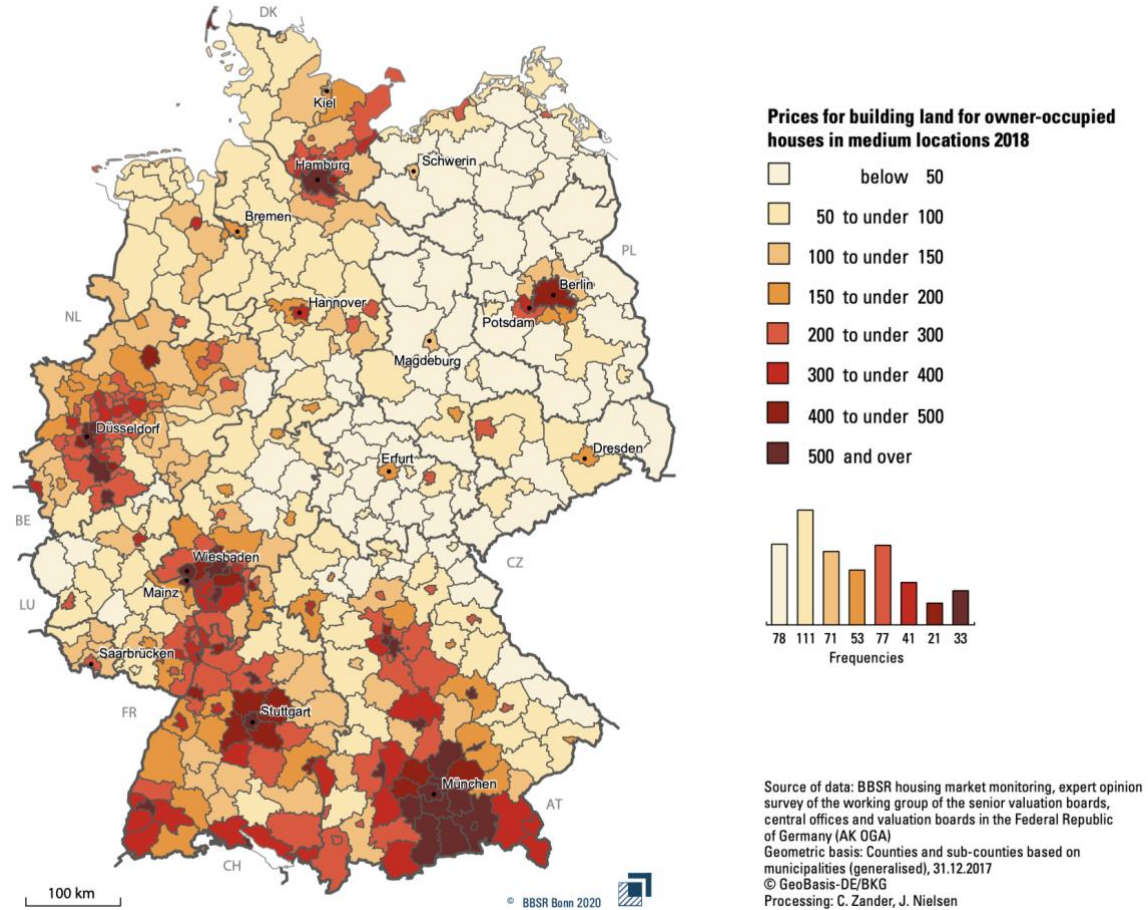 DK
Kiel
Hamburg
Schwerin
Bremen
PL
Berlin
Hannover
Potsdam
NL
Magdeburg
Düsseldorf
Dresden
Erfurt
BE
Wiesbaden
CZ
Mainz
LU
Saarbrücken
FR
Stuttgart
München
AT
CH
100 km
© BBSR Bonn 2020
Prices for building land for owner-occupied
houses in medium locations 2018
below 50
50 to under 100
100 to under 150
150 to under 200
200 to under 300
300 to under 400
400 to under 500
500 and over
78 111 71 53 77 41 21 33
Frequencies
Source of data: BBSR housing market monitoring, expert opinion
survey of the working group of the senior valuation boards,
central offices and valuation boards in the Federal Republic
of Germany (AK OGA)
Geometric basis: Counties and sub-counties based on
municipalities (generalised), 31.12.2017
© GeoBasis-DE/BKG
Processing: C. Zander, J. Nielsen